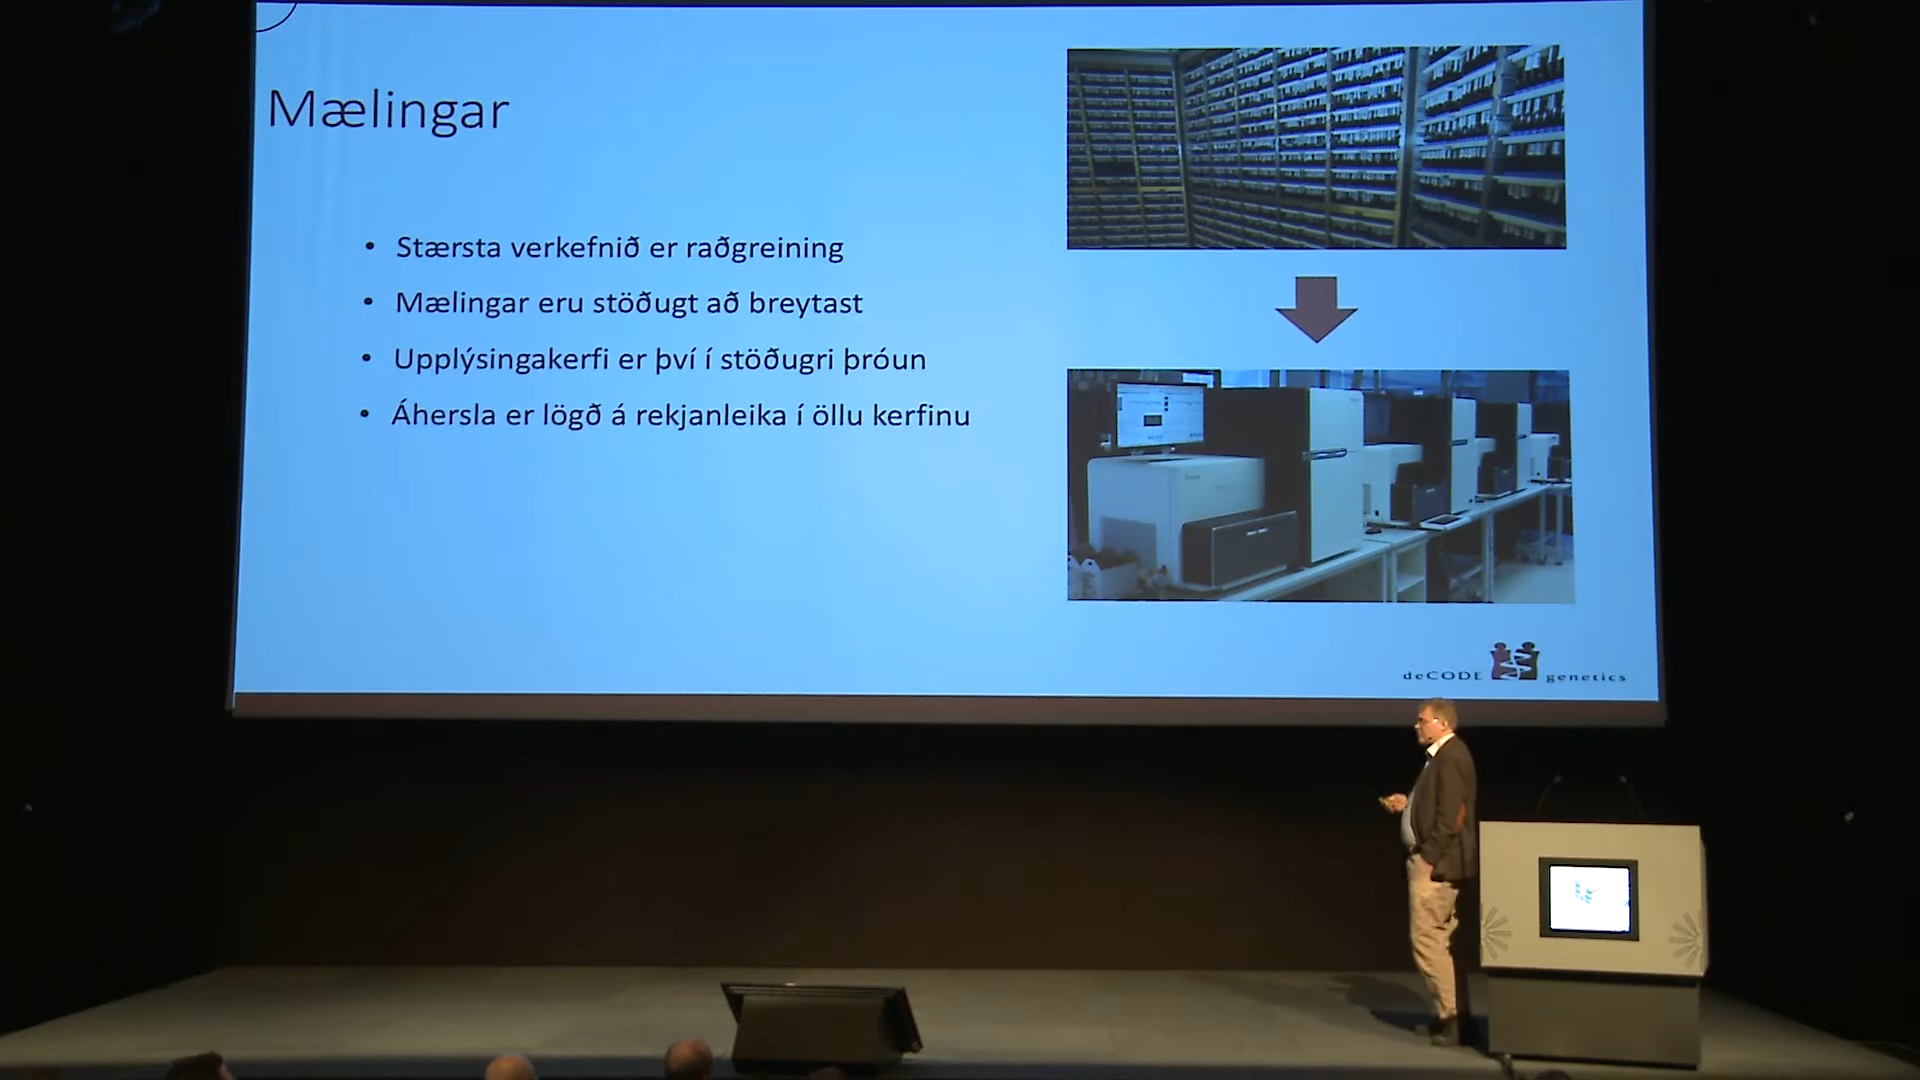 Mælingar
• Stærsta verkefnið er raðgreining
• Mælingar eru stöðugt að breytast
• Upplýsingakerfi er því í stöðugri þróun
• Áhersla er lögð á rekjanleika í öllu kerfinu
deCODE genetics